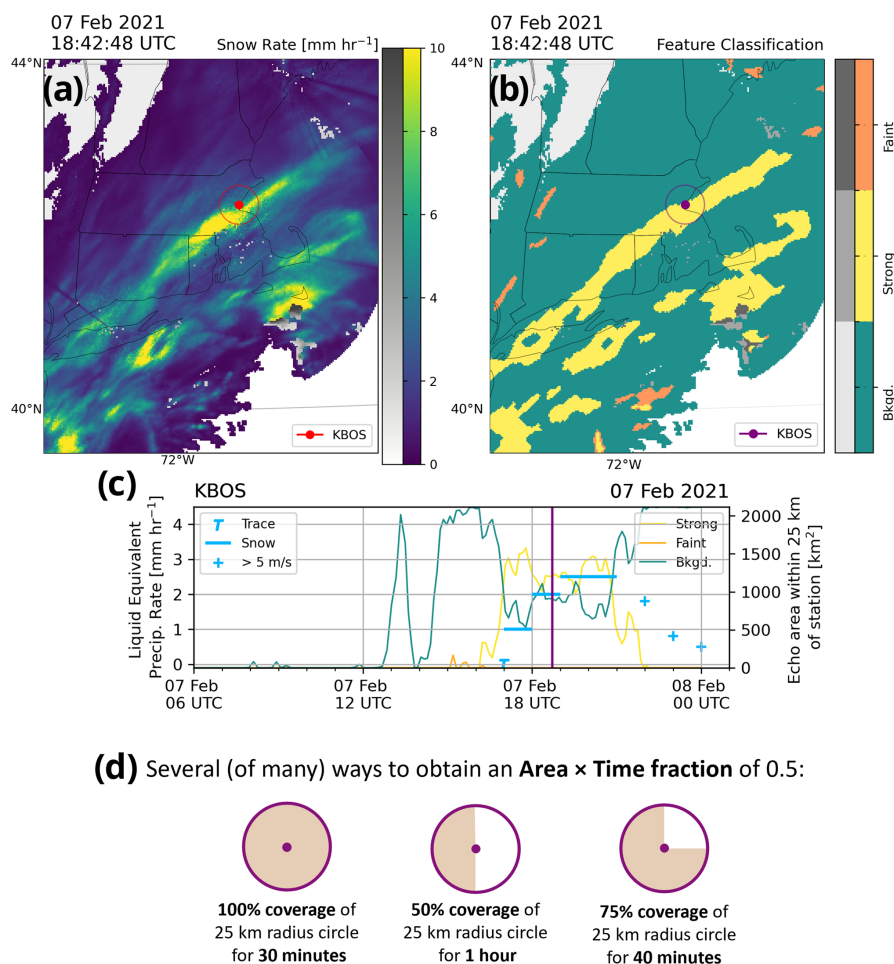 07 Feb 2021
18:42:48 UTC
Snow Rate [mm hr⁻¹]
(a)
44°N
40°N
72°W
KBOS
10
8
6
4
2
0
07 Feb 2021
18:42:48 UTC
Feature Classification
(b)
44°N
40°N
72°W
KBOS
Faint
Strong
Bkgd.
(c)
KBOS
07 Feb 2021
Liquid Equivalent
Precip. Rate [mm hr⁻¹]
4
3
2
1
0
Trace
Snow
> 5 m/s
Strong
Faint
Bkgd.
2000
1500
1000
500
0
Echo area within 25 km
of station [km²]
07 Feb
06 UTC
07 Feb
12 UTC
07 Feb
18 UTC
08 Feb
00 UTC
(d) Several (of many) ways to obtain an Area × Time fraction of 0.5:
100% coverage of
25 km radius circle
for 30 minutes
50% coverage of
25 km radius circle
for 1 hour
75% coverage of
25 km radius circle
for 40 minutes